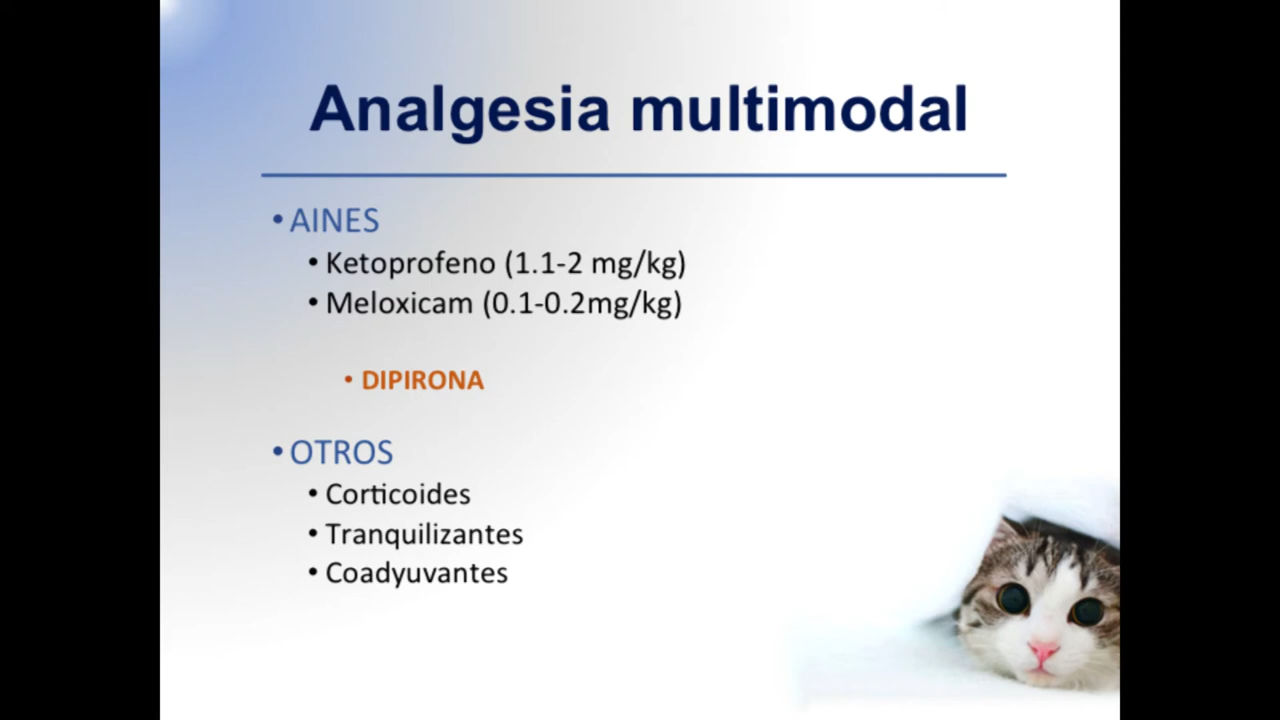 Analgesia multimodal
• AINES
• Ketoprofeno (1.1-2 mg/kg)
• Meloxicam (0.1-0.2mg/kg)
• DIPIRONA
• OTROS
• Corticoides
• Tranquilizantes
• Coadyuvantes